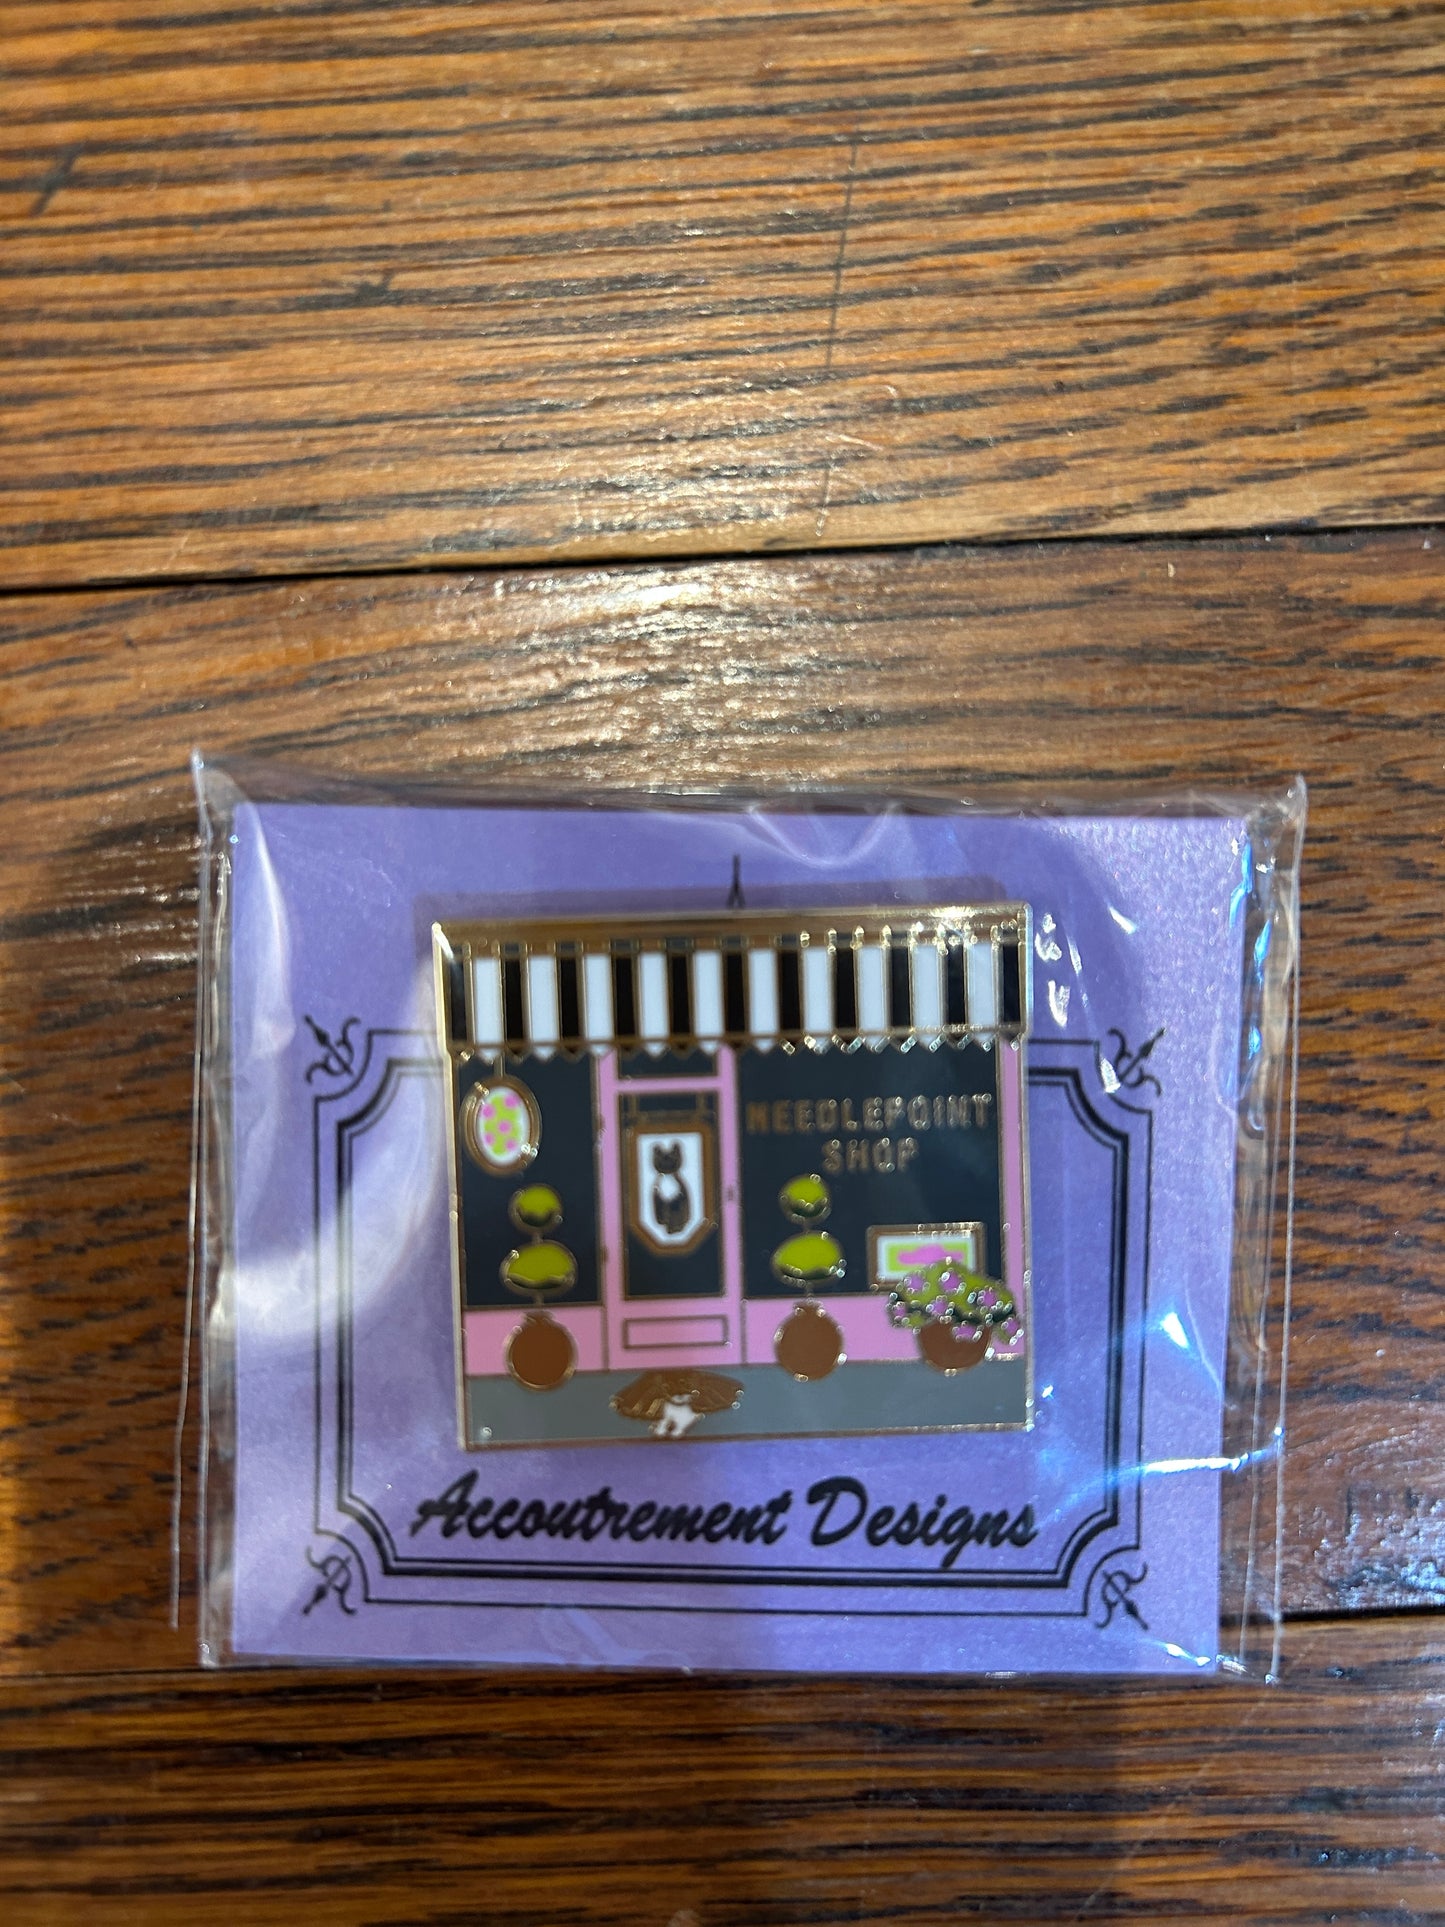 NEEDLEPOINT
SHOP
Accoutrement Designs